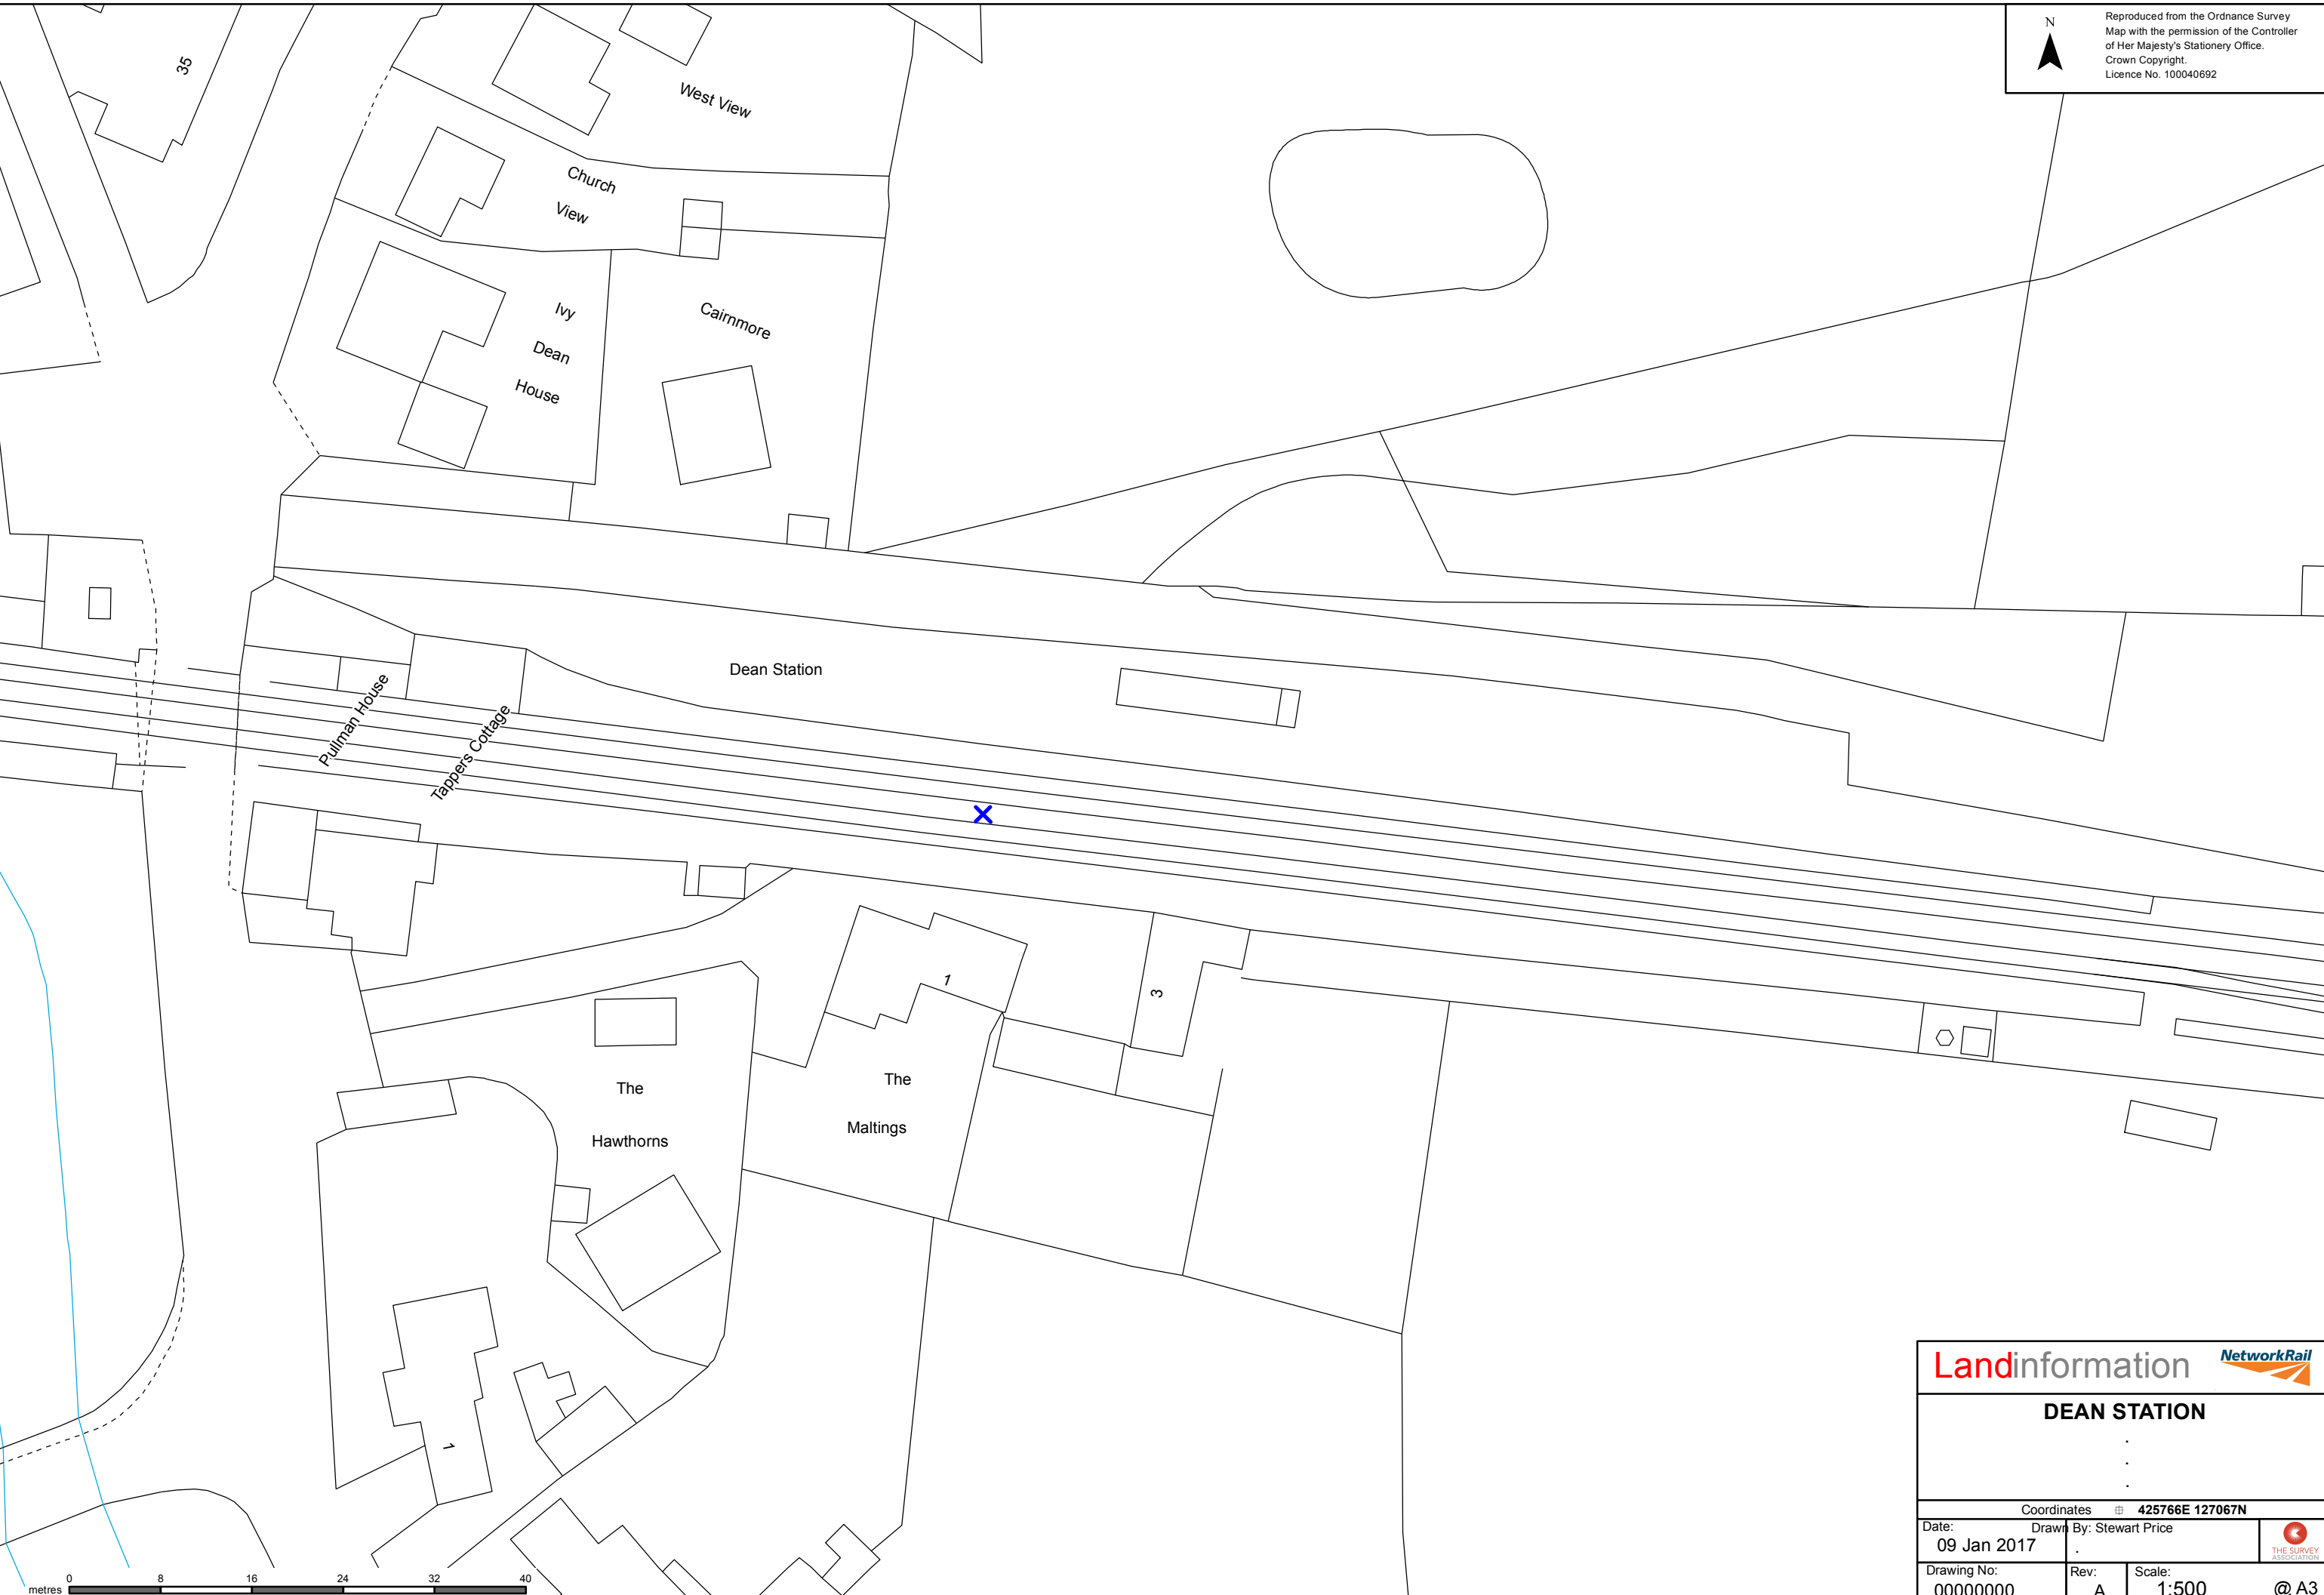 N
Reproduced from the Ordnance Survey
Map with the permission of the Controller
of Her Majesty's Stationery Office.
Crown Copyright.
Licence No. 100040692
35
West View
Church
View
Ivy
Dean
House
Cairnmore
Dean Station
Pullman House
Tappers Cottage
1
3
The
Hawthorns
The
Maltings
1
metres 0 8 16 24 32 40
Landinformation
NetworkRail
DEAN STATION
.
.
.
Coordinates 425766E 127067N
Date: Drawn By: Stewart Price
09 Jan 2017 .
THE SURVEY
ASSOCIATION
Drawing No: Rev: Scale:
00000000 A 1:500 @ A3